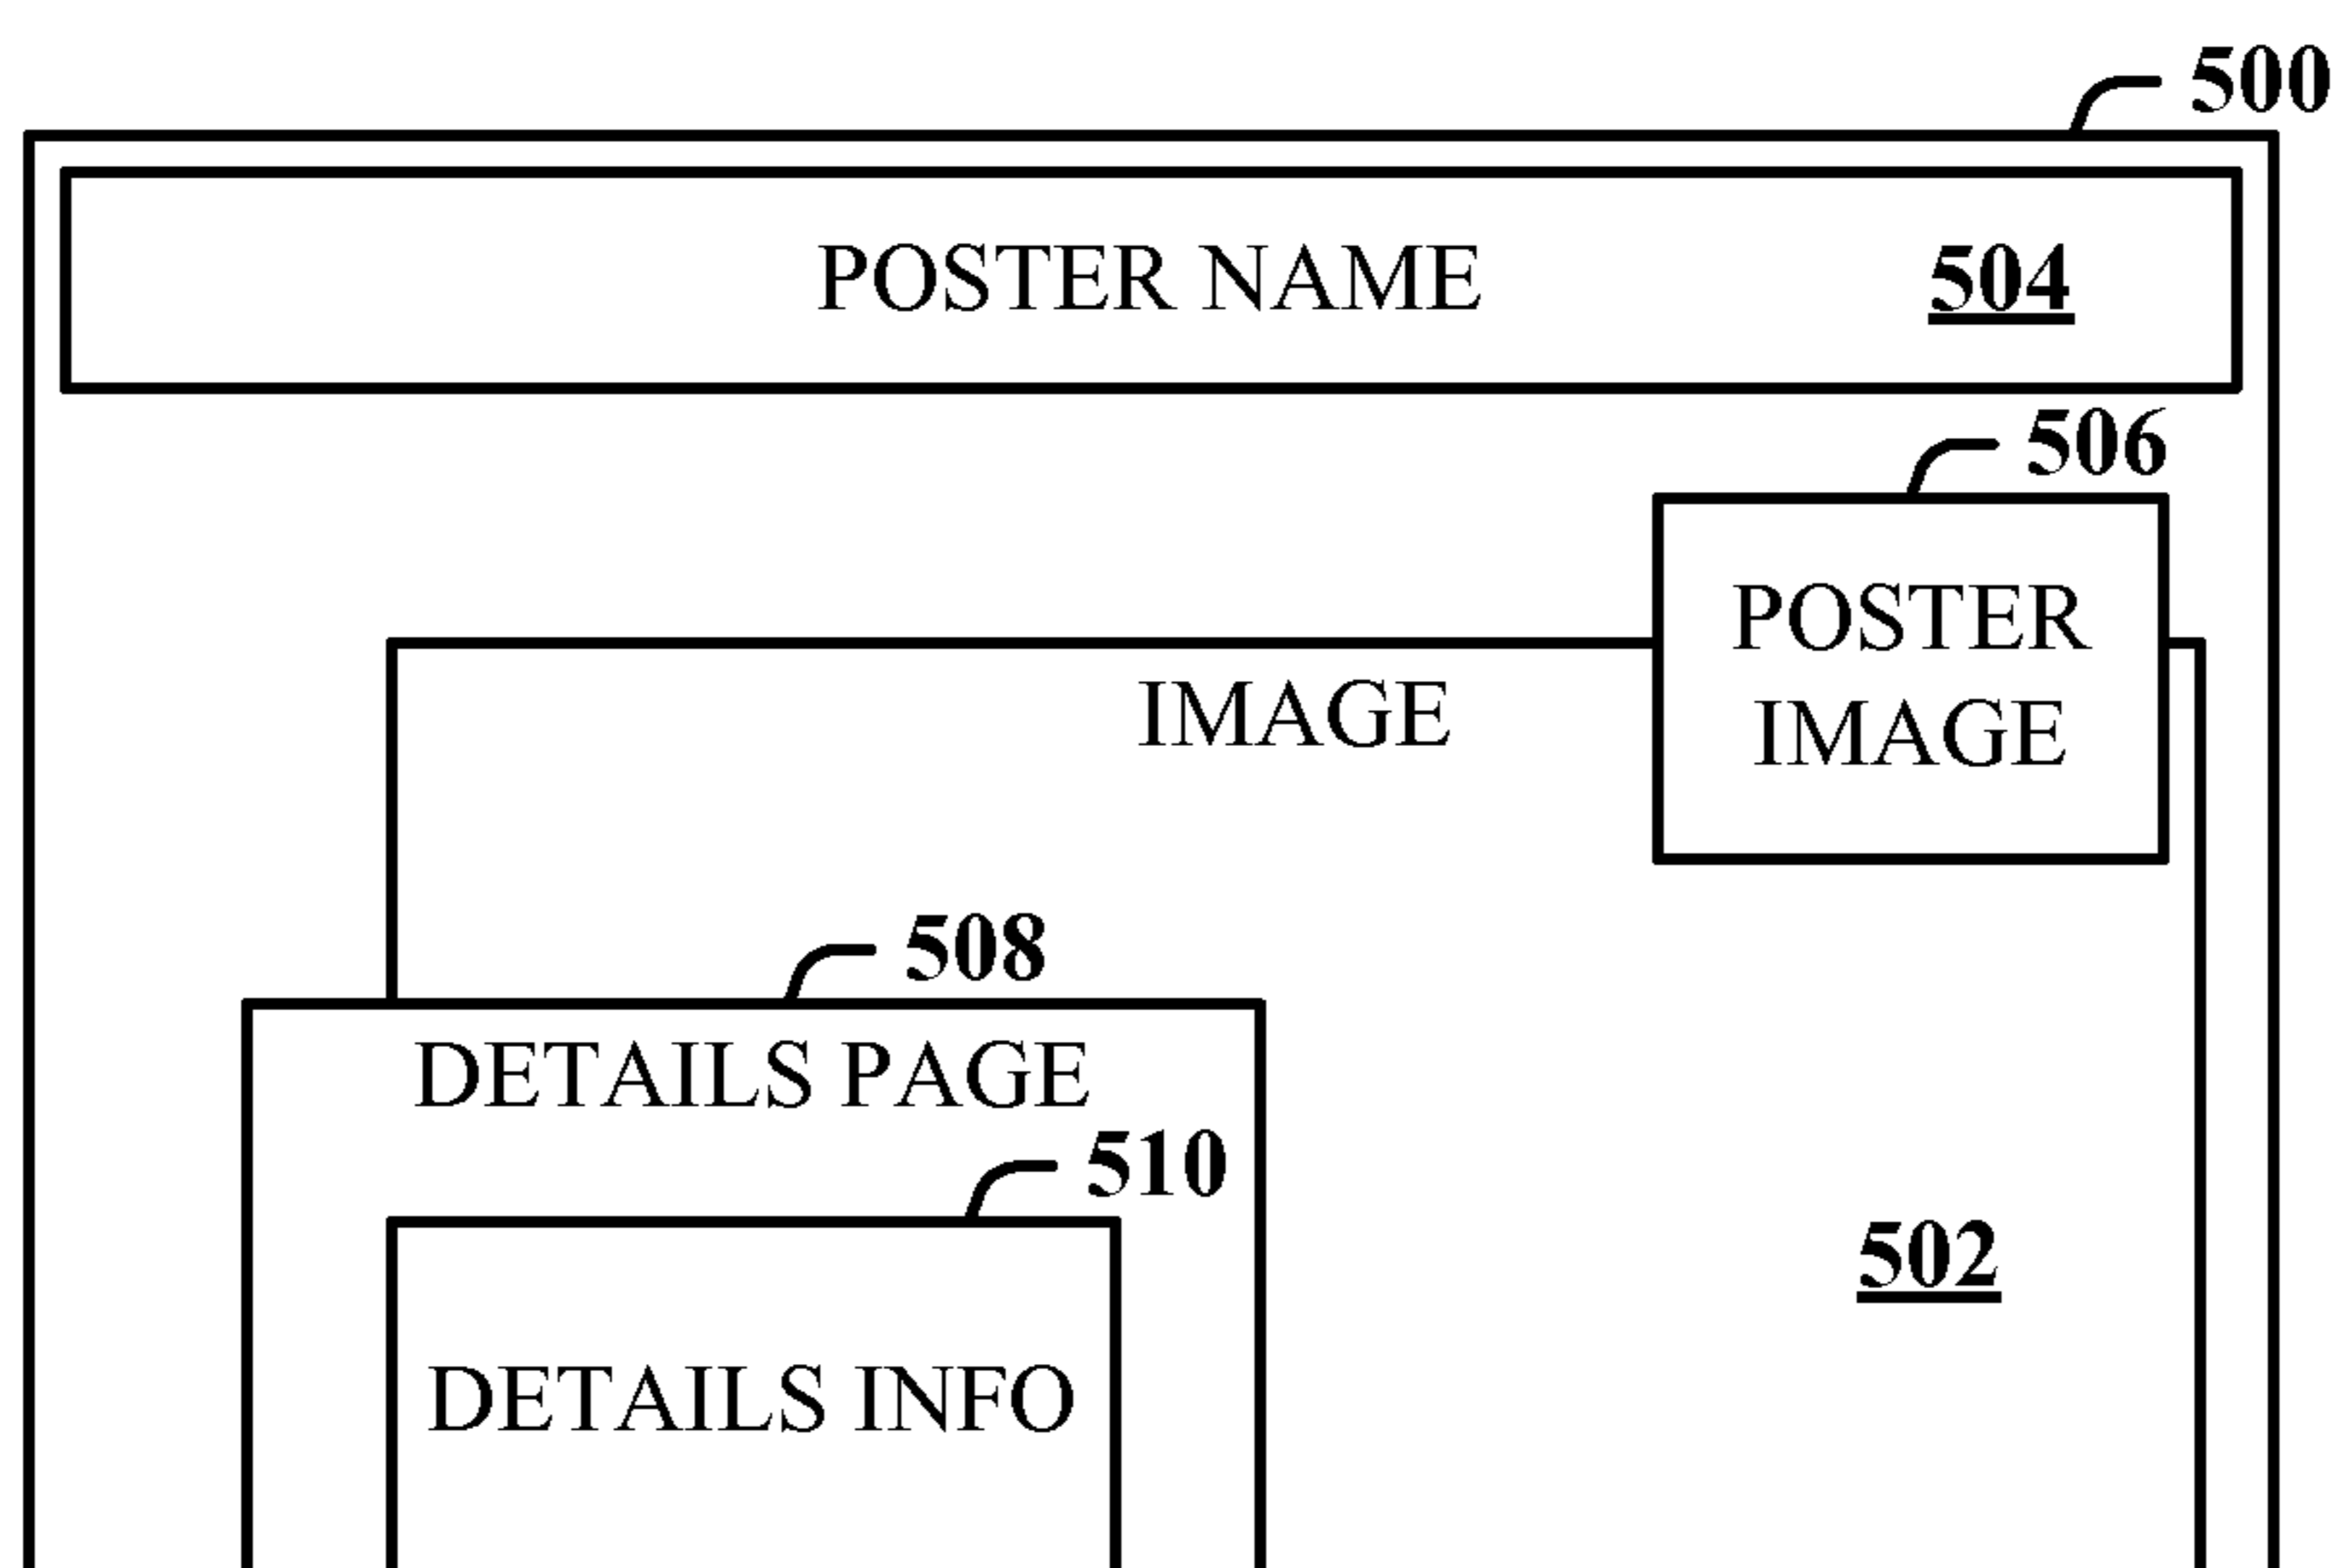 500
POSTER NAME 504
506
POSTER
IMAGE
IMAGE
508
DETAILS PAGE
510
502
DETAILS INFO